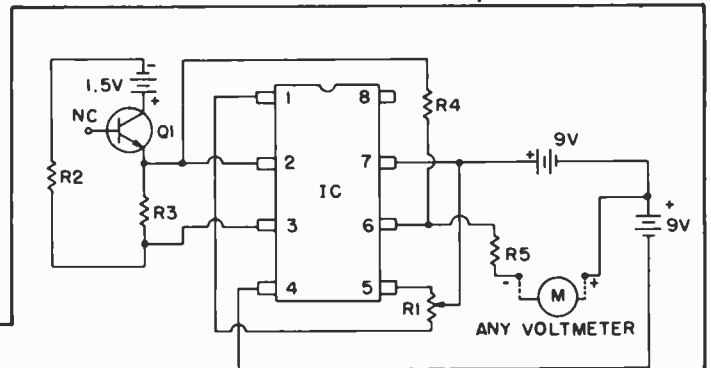 1.5V
-
+
NC
Q1
R2
R3
1
2
3
4
IC
8
7
6
5
R4
R1
+
9V
+
9V
R5
-
M
+
ANY VOLTMETER